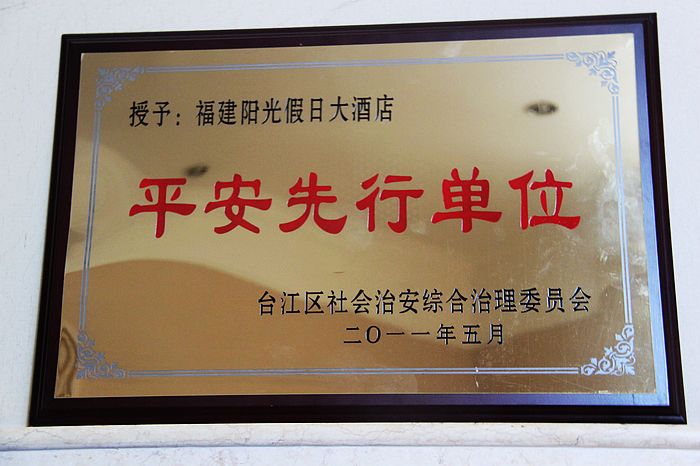 授予：福建阳光假日大酒店
平安先行单位
台江区社会治安综合治理委员会
二〇一一年五月